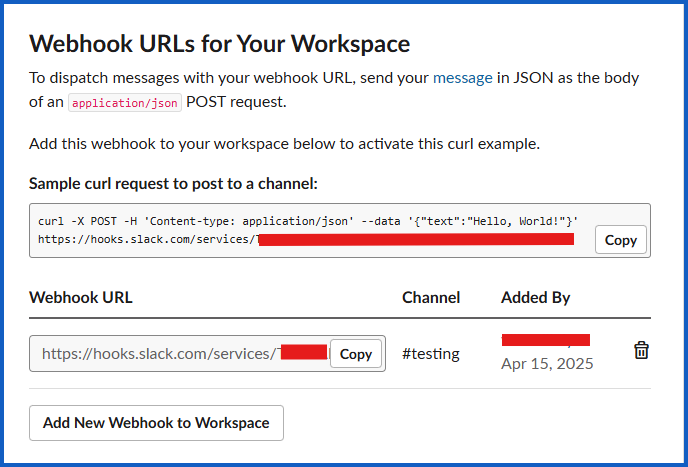 Webhook URLs for Your Workspace
To dispatch messages with your webhook URL, send your message in JSON as the body
of an application/json POST request.
Add this webhook to your workspace below to activate this curl example.
Sample curl request to post to a channel:
curl -X POST -H 'Content-type: application/json' --data '{"text":"Hello, World!"}'
https://hooks.slack.com/services/
Copy
Webhook URL Channel Added By
https://hooks.slack.com/services/ Copy #testing
Apr 15, 2025
Add New Webhook to Workspace